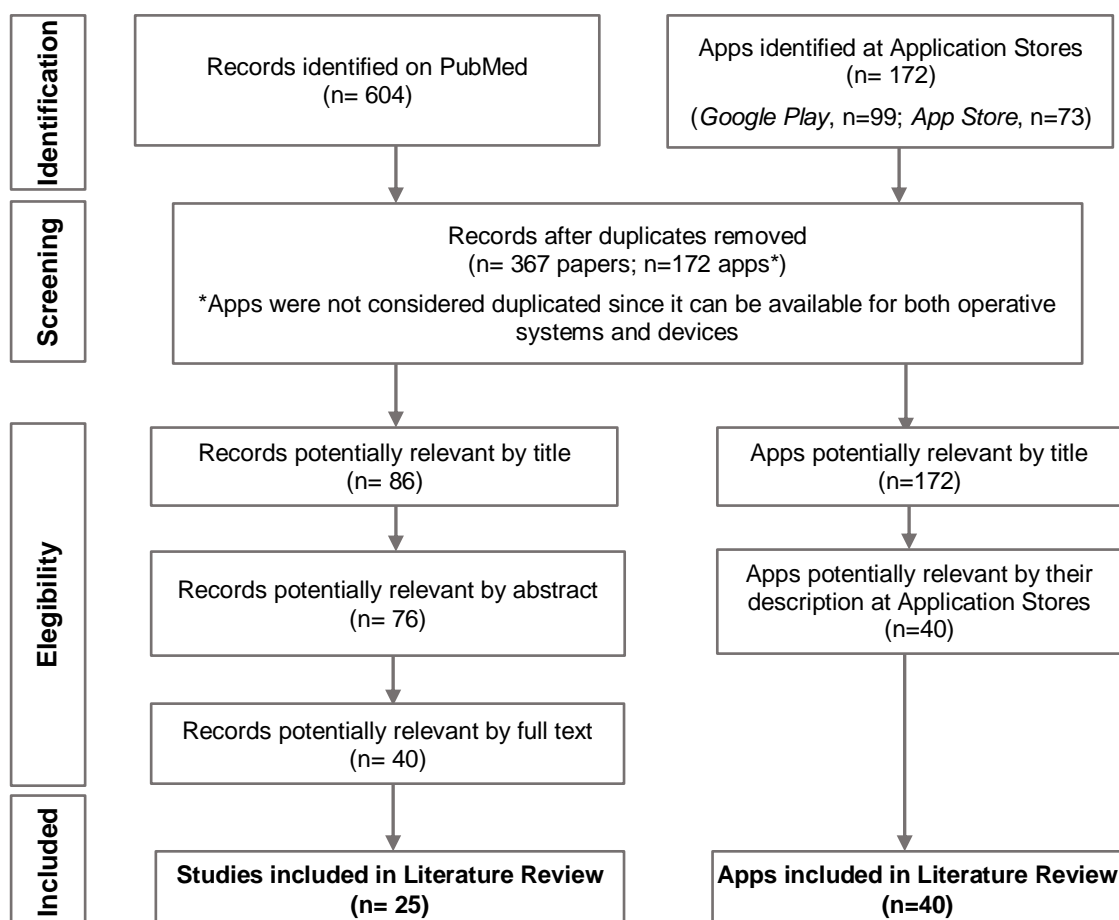 Identification
Records identified on PubMed
(n= 604)
Apps identified at Application Stores
(n= 172)
(Google Play, n=99; App Store, n=73)
Screening
Records after duplicates removed
(n= 367 papers; n=172 apps*)
*Apps were not considered duplicated since it can be available for both operative
systems and devices
Elegibility
Records potentially relevant by title
(n= 86)
Apps potentially relevant by title
(n=172)
Records potentially relevant by abstract
(n= 76)
Apps potentially relevant by their
description at Application Stores
(n=40)
Records potentially relevant by full text
(n= 40)
Included
Studies included in Literature Review
(n= 25)
Apps included in Literature Review
(n=40)